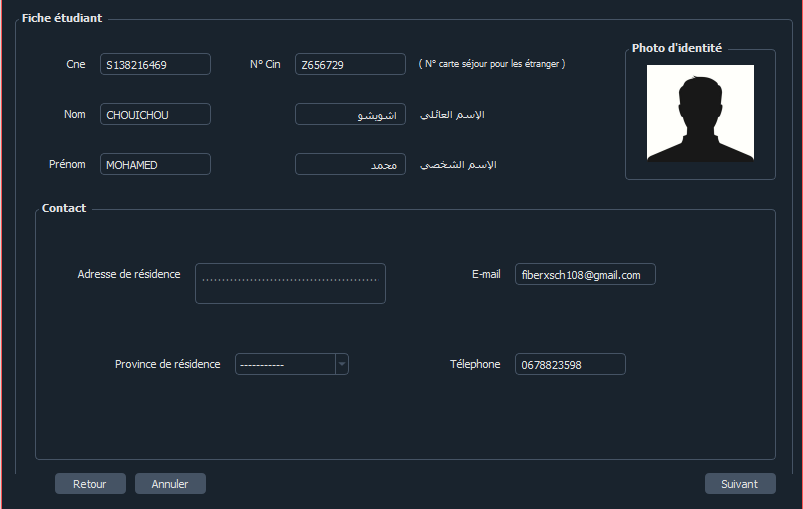 Fiche étudiant
Photo d'identité
Cne S138216469 N° Cin Z656729 ( N° carte séjour pour les étranger )
Nom CHOUICHOU اشويشو الإسم العائلي
Prénom MOHAMED محمد الإسم الشخصي
Contact
Adresse de résidence ............................................ E-mail fiberxsch108@gmail.com
Province de résidence ----------- Télephone 0678823598
Retour Annuler Suivant